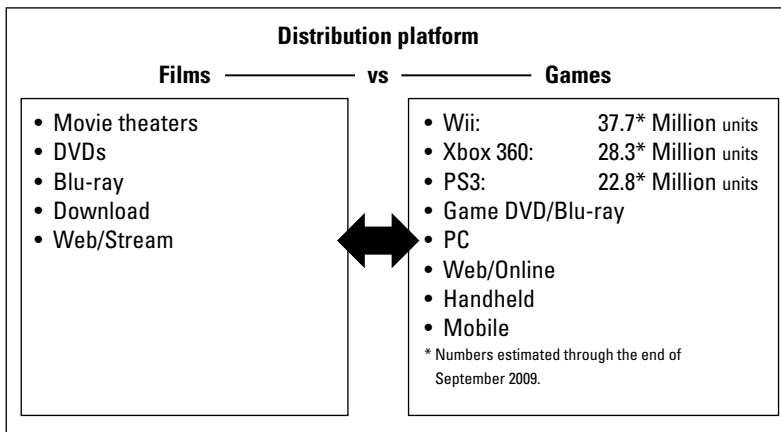 Distribution platform
Films vs Games
• Movie theaters
• DVDs
• Blu-ray
• Download
• Web/Stream
• Wii: 37.7* Million units
• Xbox 360: 28.3* Million units
• PS3: 22.8* Million units
• Game DVD/Blu-ray
• PC
• Web/Online
• Handheld
• Mobile
* Numbers estimated through the end of
September 2009.